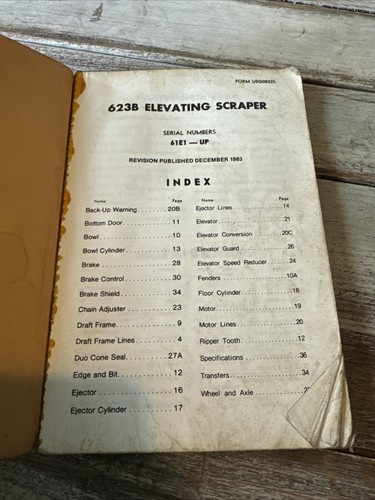 FORM UEG0832S
623B ELEVATING SCRAPER
SERIAL NUMBERS
61E1 — UP
REVISION PUBLISHED DECEMBER 1983
INDEX
Name Page
Back-Up Warning ......... 20B
Bottom Door ............. 11
Bowl .................... 10
Bowl Cylinder ........... 13
Brake ................... 28
Brake Control ........... 30
Brake Shield ............ 34
Chain Adjuster .......... 23
Draft Frame ............. 9
Draft Frame Lines ....... 4
Duo Cone Seal ........... 27A
Edge and Bit ............ 12
Ejector ................. 16
Ejector Cylinder ........ 17
Name Page
Ejector Lines ........... 14
Elevator ................ 21
Elevator Conversion ..... 20C
Elevator Guard .......... 26
Elevator Speed Reducer .. 24
Fenders ................. 10A
Floor Cylinder .......... 18
Motor ................... 19
Motor Lines ............. 20
Ripper Tooth ............ 12
Specifications .......... 36
Transfers ............... 34
Wheel and Axle ..........